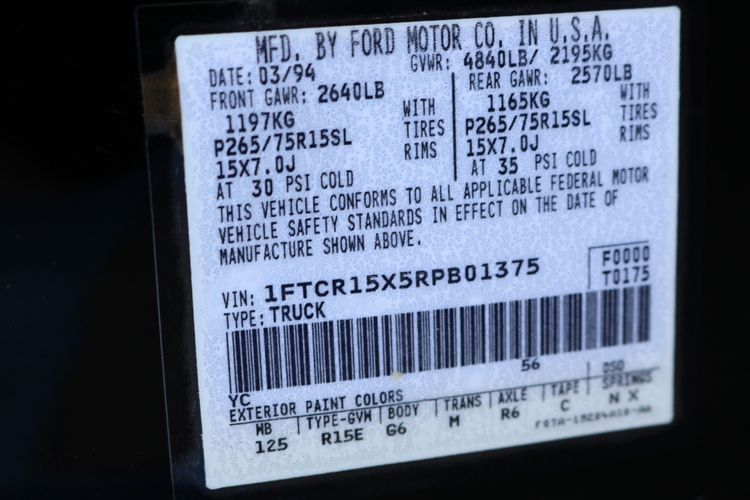 MFD. BY FORD MOTOR CO. IN U.S.A.
DATE: 03/94 GVWR: 4840LB/ 2195KG
FRONT GAWR: 2640LB REAR GAWR: 2570LB
1197KG WITH 1165KG WITH
P265/75R15SL TIRES P265/75R15SL TIRES
15X7.0J RIMS 15X7.0J RIMS
AT 30 PSI COLD AT 35 PSI COLD
THIS VEHICLE CONFORMS TO ALL APPLICABLE FEDERAL MOTOR
VEHICLE SAFETY STANDARDS IN EFFECT ON THE DATE OF
MANUFACTURE SHOWN ABOVE.
VIN: 1FTCR15X5RPB01375 F0000
TYPE: TRUCK T0175
YC 56
EXTERIOR PAINT COLORS DSO
WB TYPE-GVW BODY TRANS AXLE TAPE SPRINGS
125 R15E G6 M R6 C N X